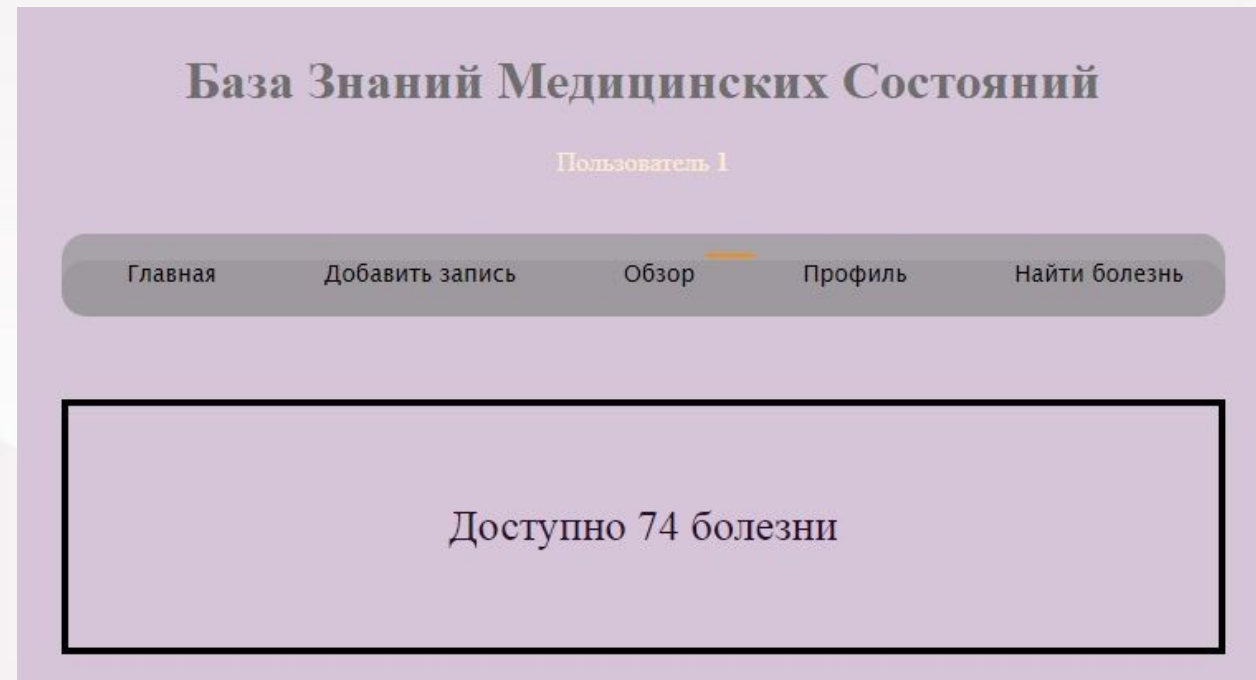 База Знаний Медицинских Состояний
Пользователь 1
Главная Добавить запись Обзор Профиль Найти болезнь
Доступно 74 болезни